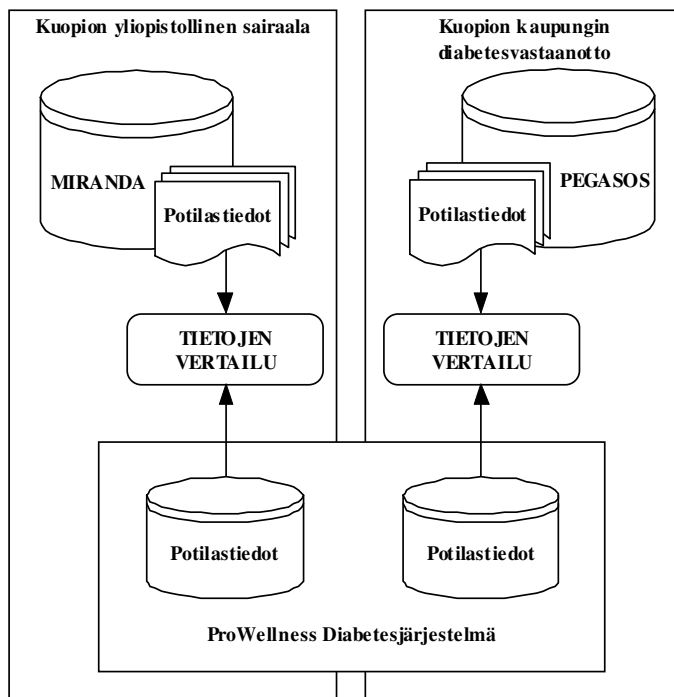 Kuopion yliopistollinen sairaala
MIRANDA
Potilastiedot
TIETOJEN
VERTAILU
Kuopion kaupungin
diabetesvastaanotto
PEGASOS
Potilastiedot
TIETOJEN
VERTAILU
Potilastiedot
Potilastiedot
ProWellness Diabetesjärjestelmä